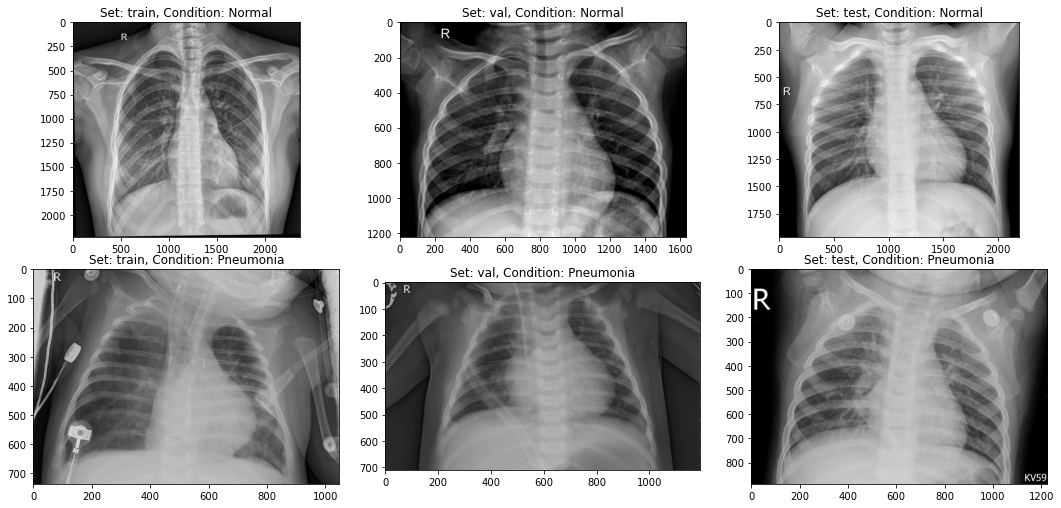 Set: train, Condition: Normal
R
0
250
500
750
1000
1250
1500
1750
2000
0 500 1000 1500 2000
Set: val, Condition: Normal
R
0
200
400
600
800
1000
1200
0 200 400 600 800 1000 1200 1400 1600
Set: test, Condition: Normal
R
0
250
500
750
1000
1250
1500
1750
0 500 1000 1500 2000
Set: train, Condition: Pneumonia
R
0
100
200
300
400
500
600
700
0 200 400 600 800 1000
Set: val, Condition: Pneumonia
R
0
100
200
300
400
500
600
700
0 200 400 600 800 1000
Set: test, Condition: Pneumonia
R
0
100
200
300
400
500
600
700
800
KV59
0 200 400 600 800 1000 1200